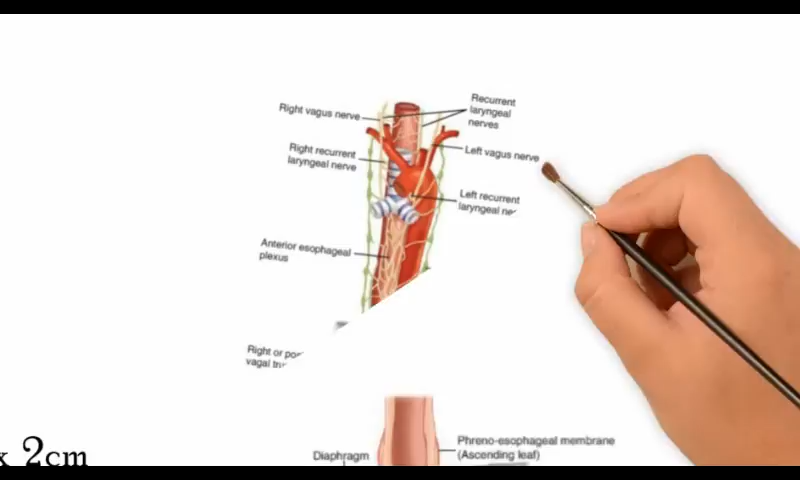 Right vagus nerve
Recurrent
laryngeal
nerves
Right recurrent
laryngeal nerve
Left vagus nerve
Left recurrent
laryngeal
Anterior esophageal
plexus
Right or
vagal
x 2cm
Diaphragm
Phreno-esophageal membrane
(Ascending leaf)